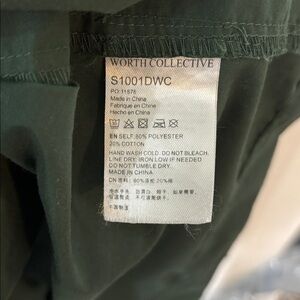 WORTH COLLECTIVE
S1001DWC
PO:11676
Made in China
Fabriqué en Chine
Hecho en China
EN SELF:80% POLYESTER
20% COTTON
HAND WASH COLD. DO NOT BLEACH.
LINE DRY. IRON LOW IF NEEDED
DO NOT TUMBLE DRY.
MADE IN CHINA
不能